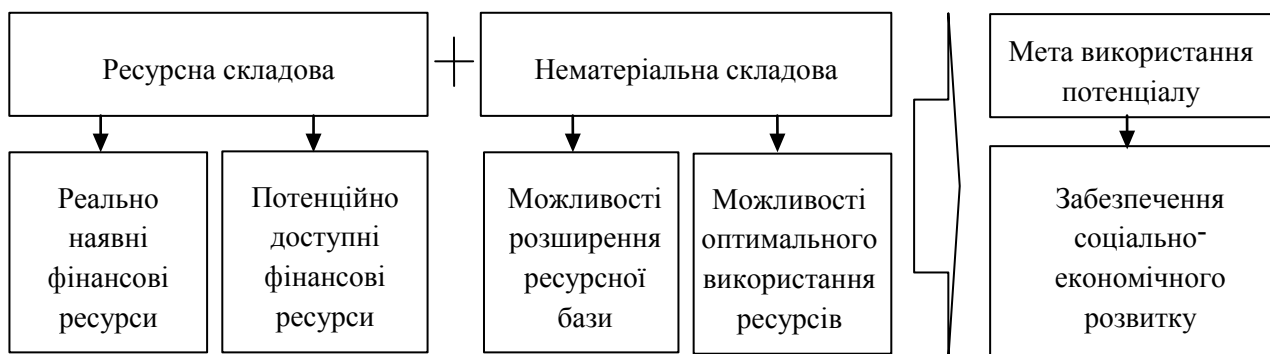 Ресурсна складова
+
Нематеріальна складова
Мета використання
потенціалу
Реально
наявні
фінансові
ресурси
Потенційно
доступні
фінансові
ресурси
Можливості
розширення
ресурсної
бази
Можливості
оптимального
використання
ресурсів
Забезпечення
соціально-
економічного
розвитку